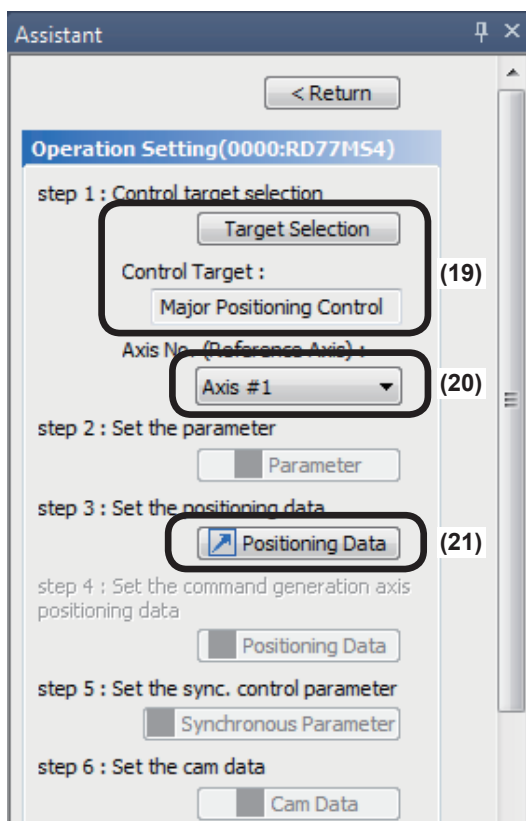 Assistant
< Return
Operation Setting(0000:RD77MS4)
step 1 : Control target selection
Target Selection
Control Target :
(19)
Major Positioning Control
Axis No. (Reference Axis) :
Axis #1
(20)
step 2 : Set the parameter
Parameter
step 3 : Set the positioning data
Positioning Data
(21)
step 4 : Set the command generation axis
positioning data
Positioning Data
step 5 : Set the sync. control parameter
Synchronous Parameter
step 6 : Set the cam data
Cam Data